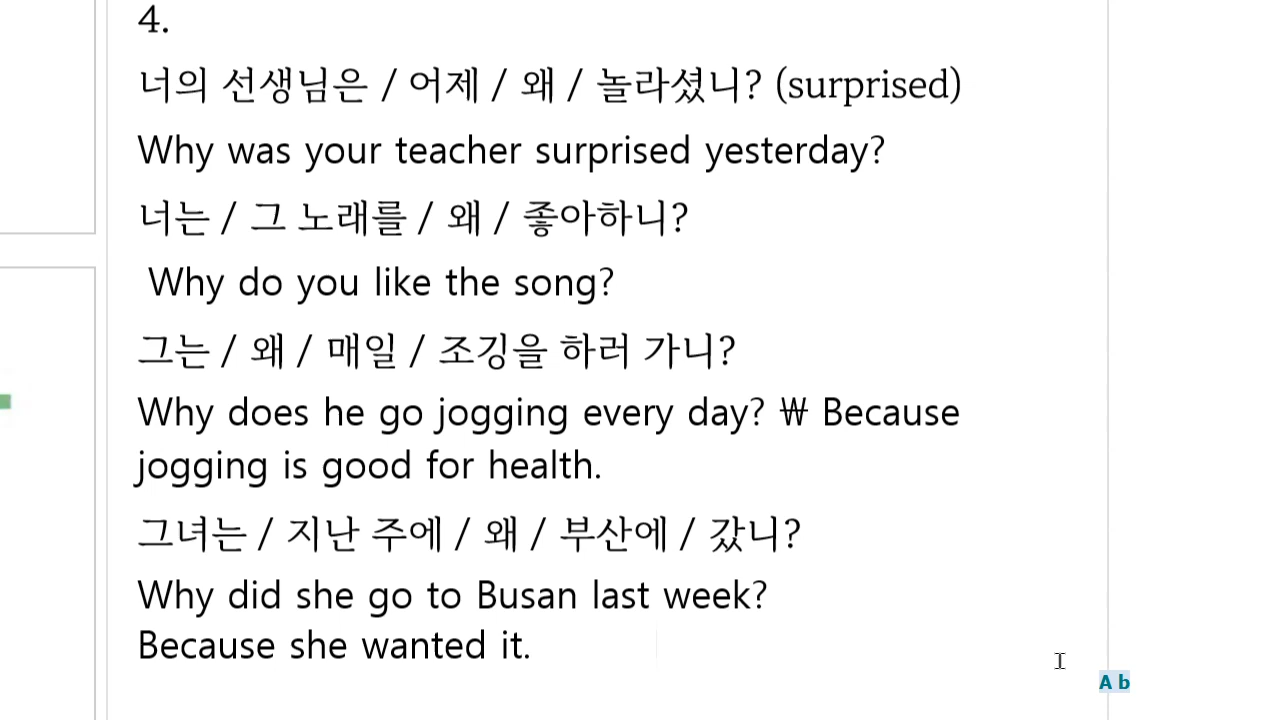 4.
너의 선생님은 / 어제 / 왜 / 놀라셨니? (surprised)
Why was your teacher surprised yesterday?
너는 / 그 노래를 / 왜 / 좋아하니?
Why do you like the song?
그는 / 왜 / 매일 / 조깅을 하러 가니?
Why does he go jogging every day? ₩ Because
jogging is good for health.
그녀는 / 지난 주에 / 왜 / 부산에 / 갔니?
Why did she go to Busan last week?
Because she wanted it.
A b